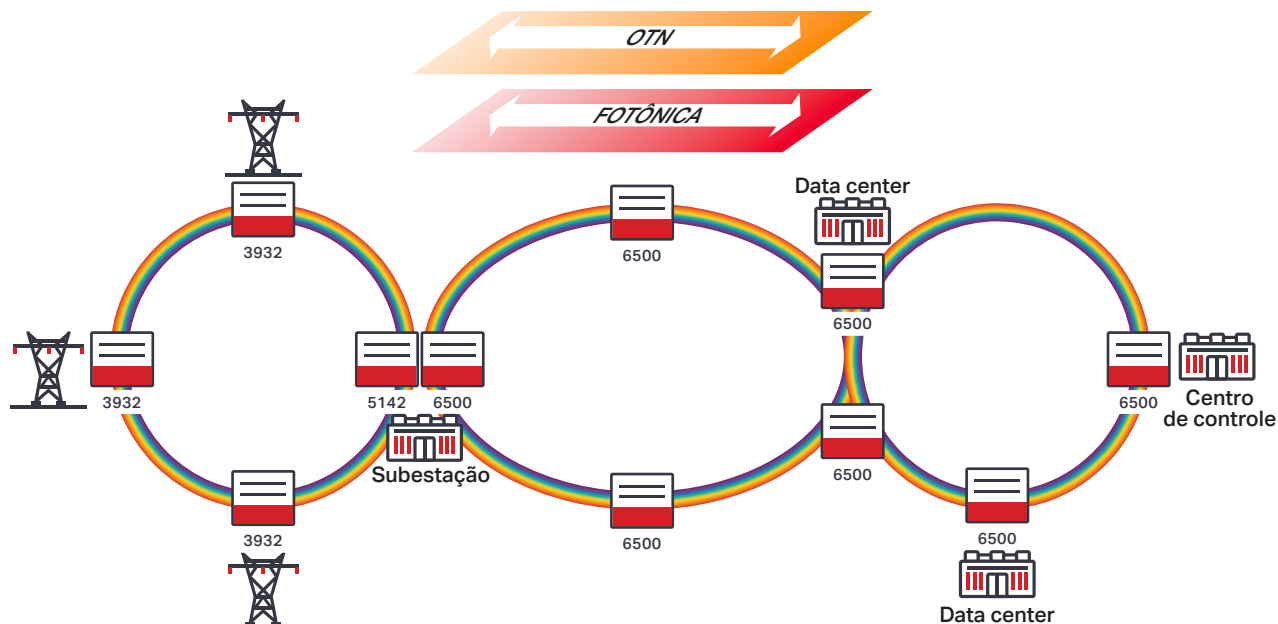 OTN
FOTÔNICA
Data center
3932
6500
6500
3932
5142
6500
6500
Centro
de controle
Subestação
6500
3932
6500
6500
Data center